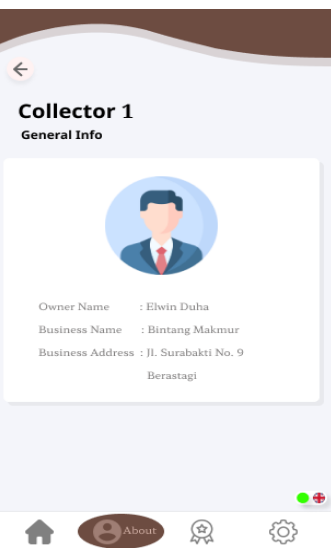 Collector 1
General Info
Owner Name : Elwin Duha
Business Name : Bintang Makmur
Business Address : Jl. Surabakti No. 9
Berastagi
About